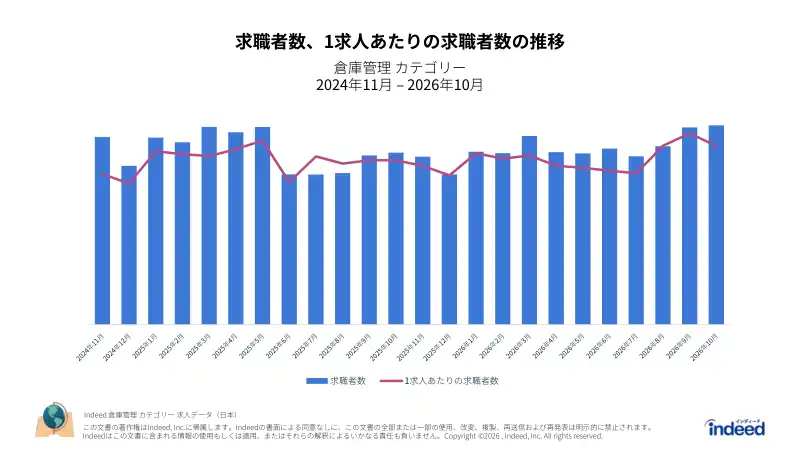 求職者数、1求人あたりの求職者数の推移
倉庫管理 カテゴリー
2024年11月 – 2026年10月
2024年11月
2024年12月
2025年1月
2025年2月
2025年3月
2025年4月
2025年5月
2025年6月
2025年7月
2025年8月
2025年9月
2025年10月
2025年11月
2025年12月
2026年1月
2026年2月
2026年3月
2026年4月
2026年5月
2026年6月
2026年7月
2026年8月
2026年9月
2026年10月
求職者数
1求人あたりの求職者数
Indeed 倉庫管理 カテゴリー 求人データ（日本）
この文書の著作権はIndeed, Inc.に帰属します。Indeedの書面による同意なしに、この文書の全部または一部の使用、改変、複製、再送信および再発表は明示的に禁止されます。
Indeedはこの文書に含まれる情報の使用もしくは適用、またはそれらの解釈によるいかなる責任も負いません。Copyright ©2026 , Indeed, Inc. All rights reserved.
インディード
indeed